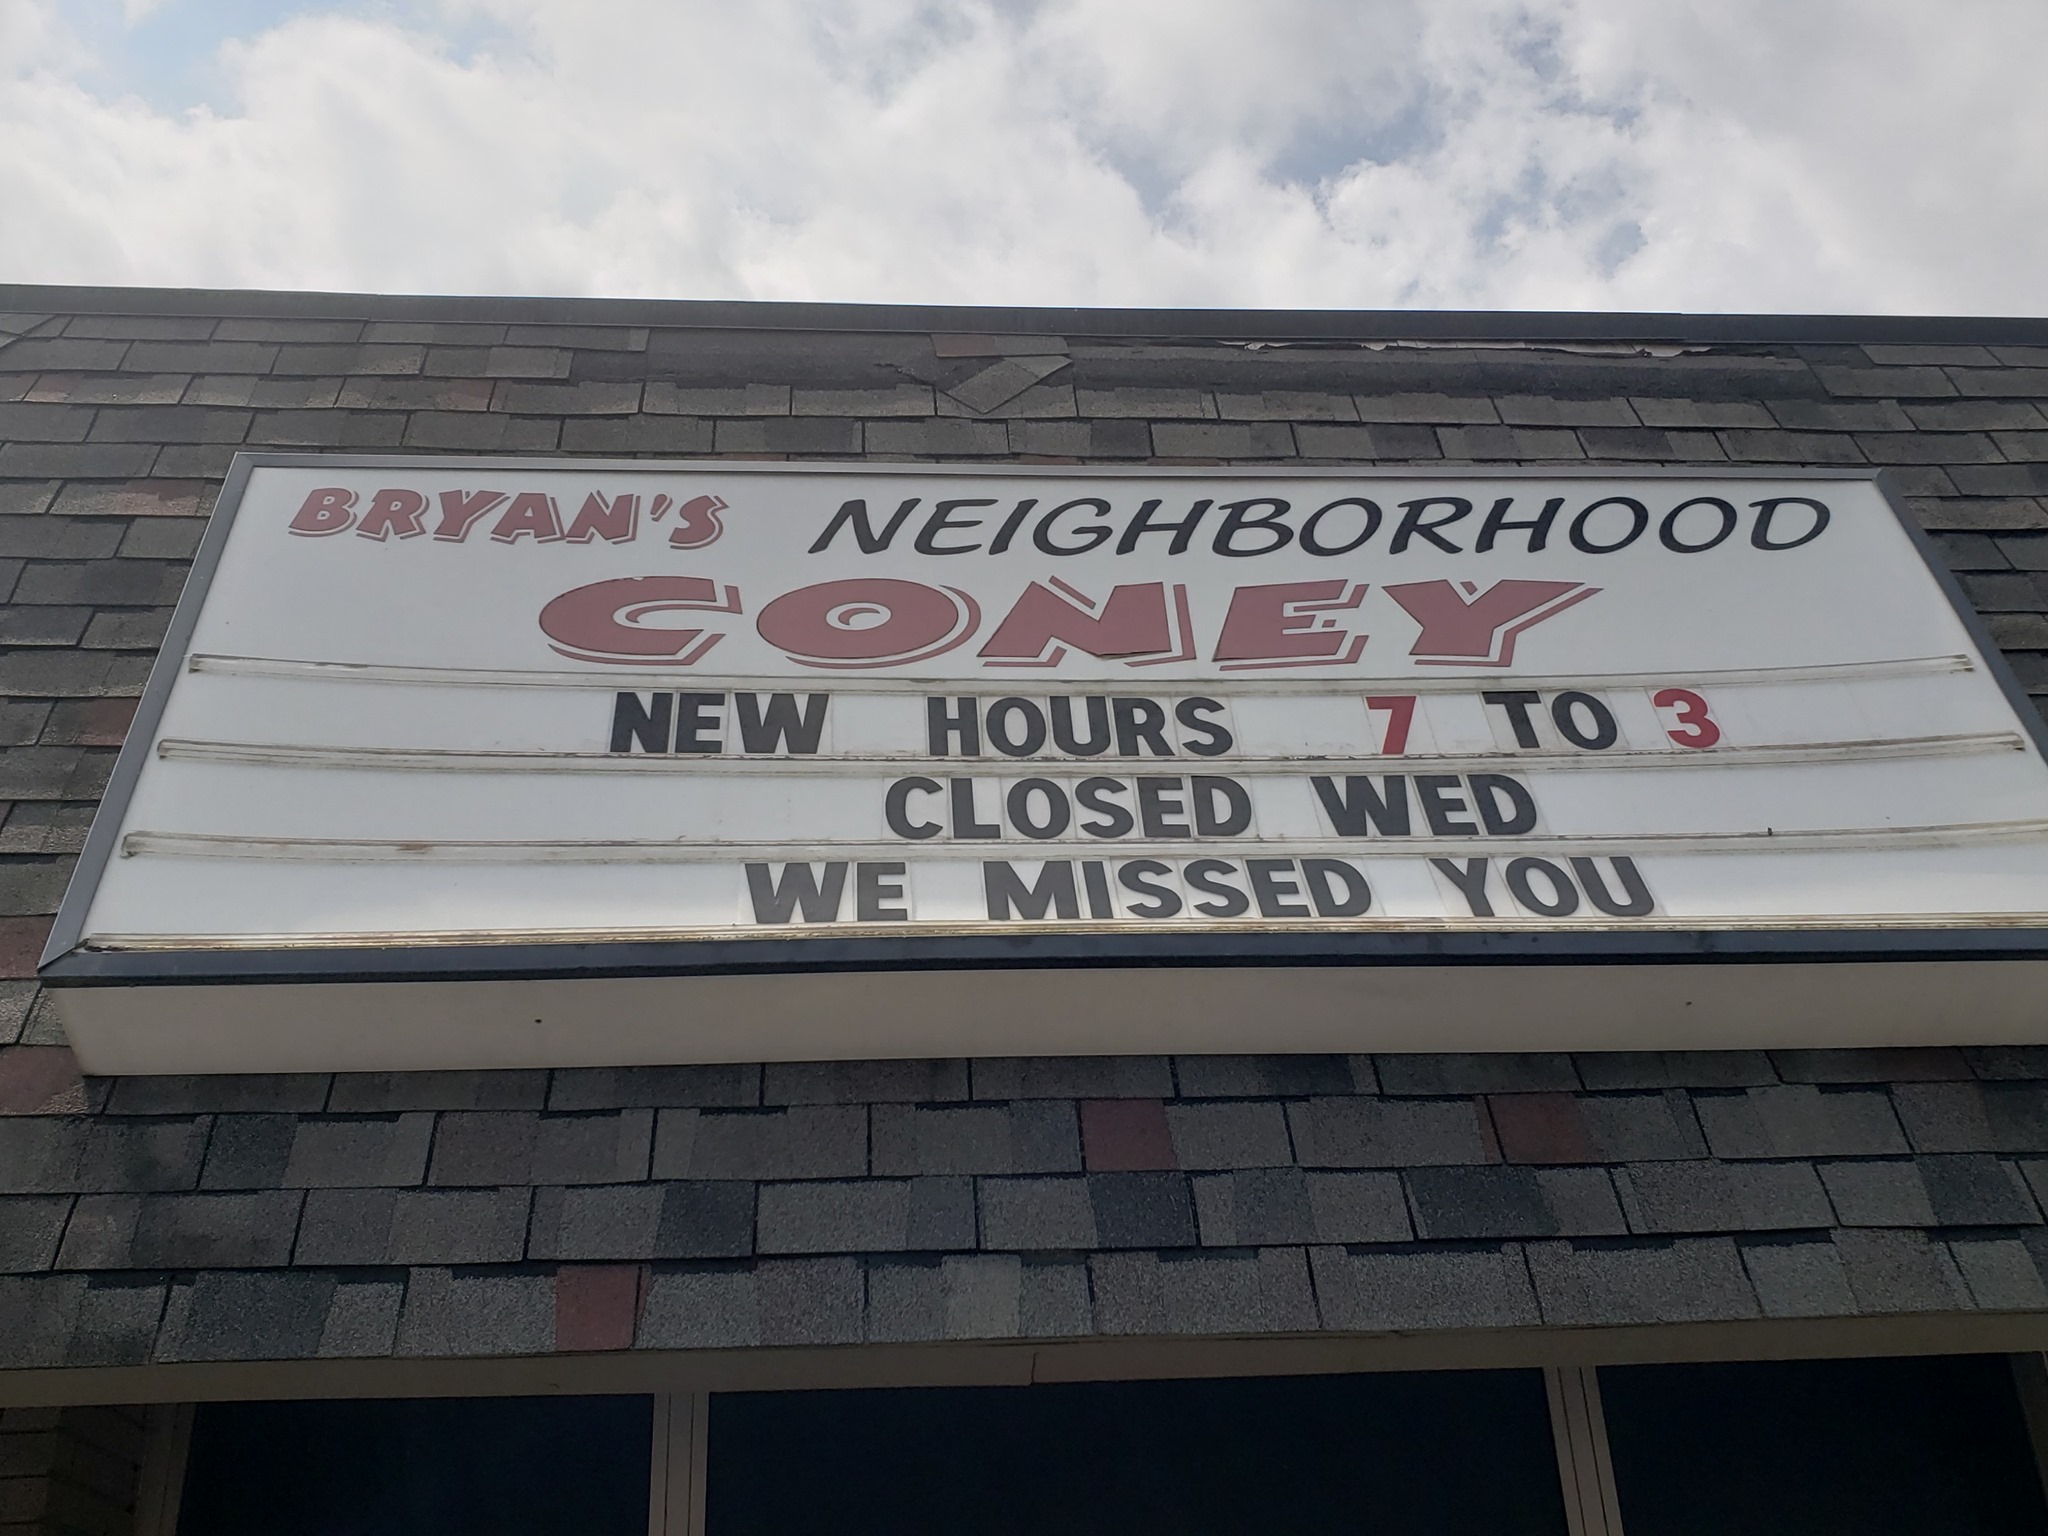 BRYAN'S NEIGHBORHOOD
CONEY
NEW HOURS 7 TO 3
CLOSED WED
WE MISSED YOU